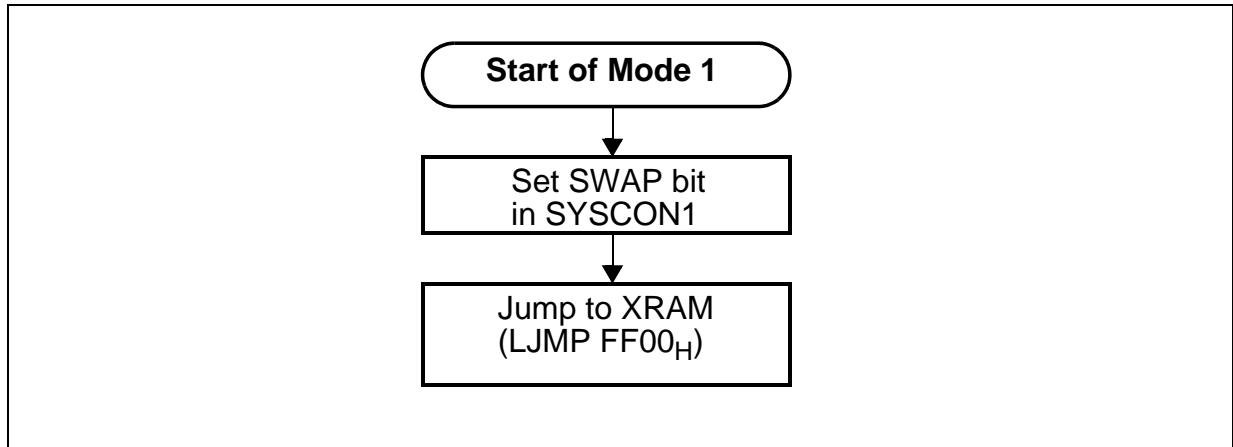 Start of Mode 1
Set SWAP bit
in SYSCON1
Jump to XRAM
(LJMP FF00H)